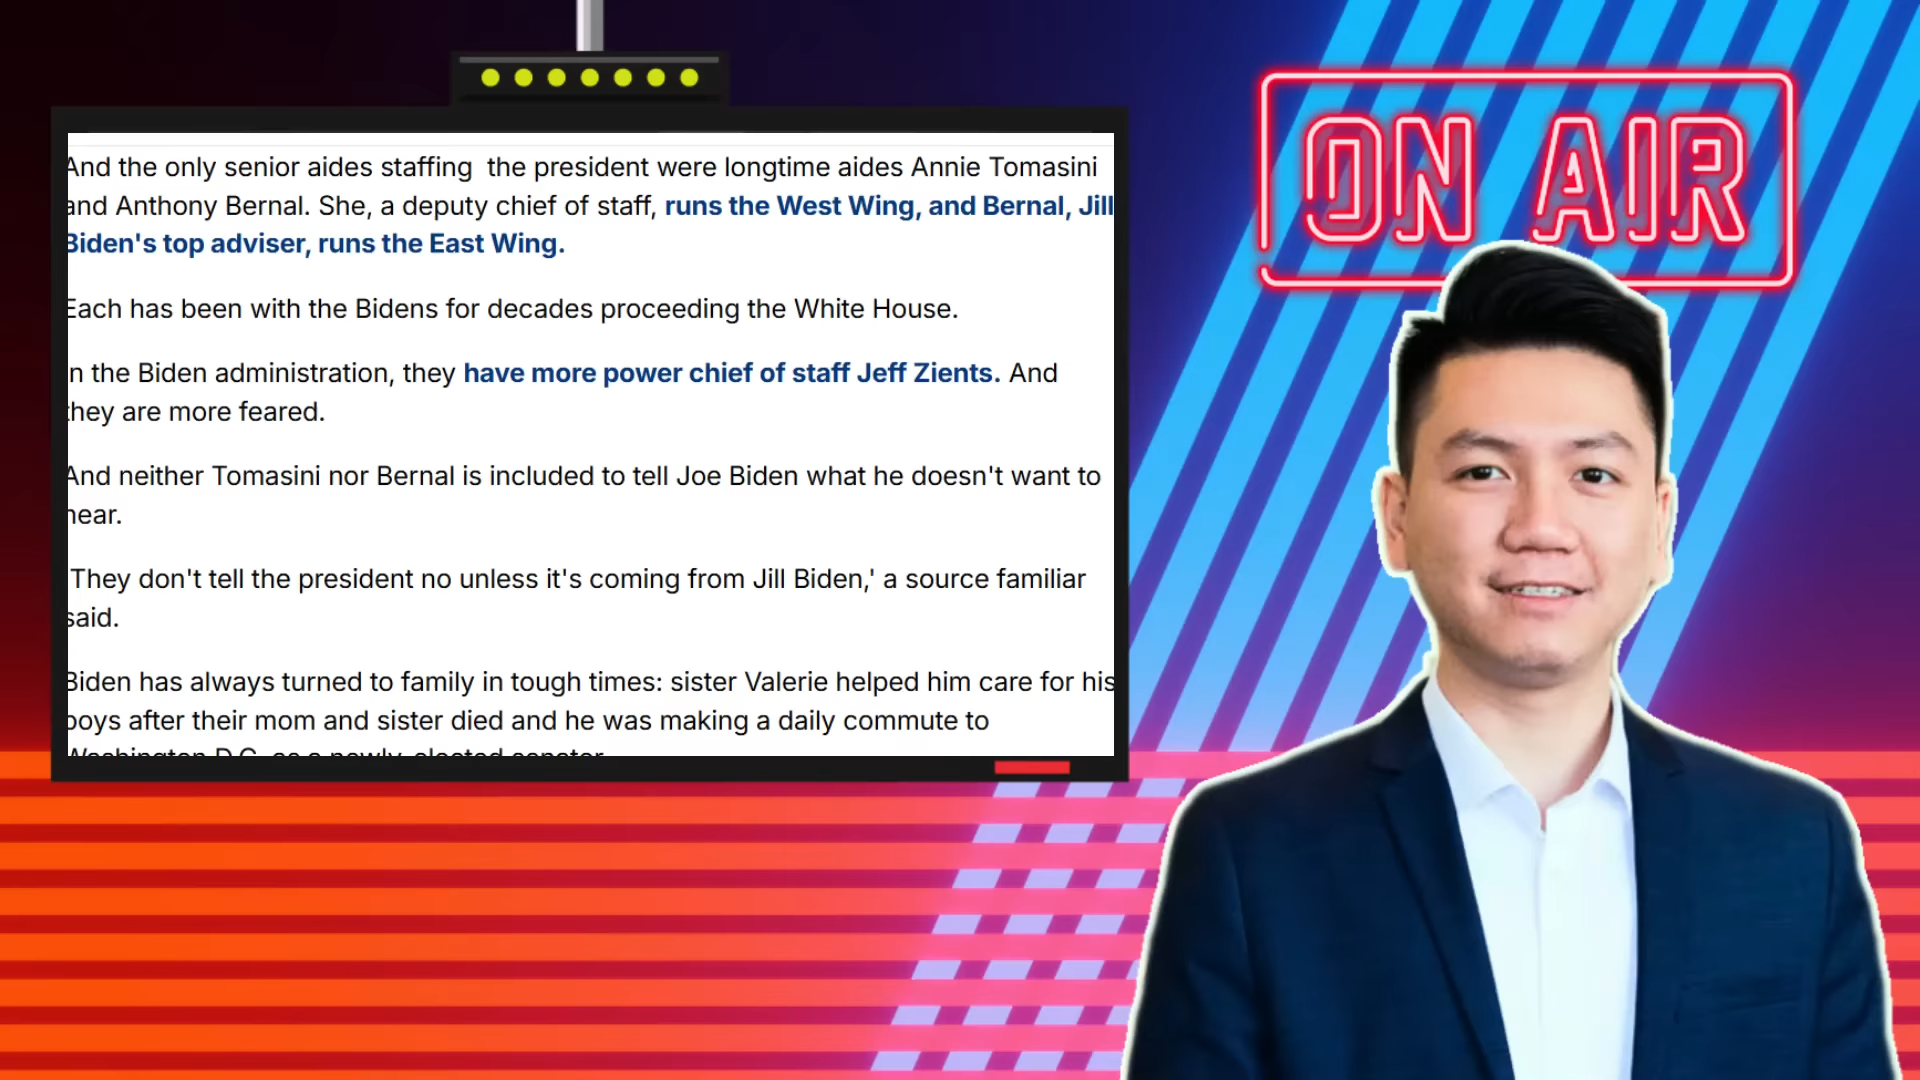 And the only senior aides staffing the president were longtime aides Annie Tomasini
and Anthony Bernal. She, a deputy chief of staff, runs the West Wing, and Bernal, Jill
Biden's top adviser, runs the East Wing.
Each has been with the Bidens for decades proceeding the White House.
n the Biden administration, they have more power chief of staff Jeff Zients. And
they are more feared.
And neither Tomasini nor Bernal is included to tell Joe Biden what he doesn't want to
hear.
'They don't tell the president no unless it's coming from Jill Biden,' a source familiar
said.
Biden has always turned to family in tough times: sister Valerie helped him care for his
boys after their mom and sister died and he was making a daily commute to
Washington D.C. as a newly-elected senator.
ON AIR